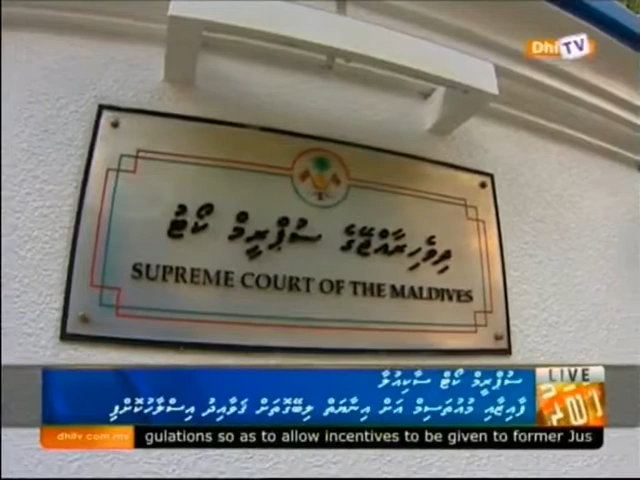 DhiTV
ދިވެހިރާއްޖޭގެ ސުޕްރީމް ކޯޓު
SUPREME COURT OF THE MALDIVES
ސުޕްރީމް ކޯޓް ސާކިއުލާ
LIVE
ފާއިޒާއި މުއުތަސިމް އަށް އިނާޔަތް ލިބޭގޮތަށް ގަވާއިދު އިސްލާހުކޮށްފި
dhitv.com.mv
gulations so as to allow incentives to be given to former Jus